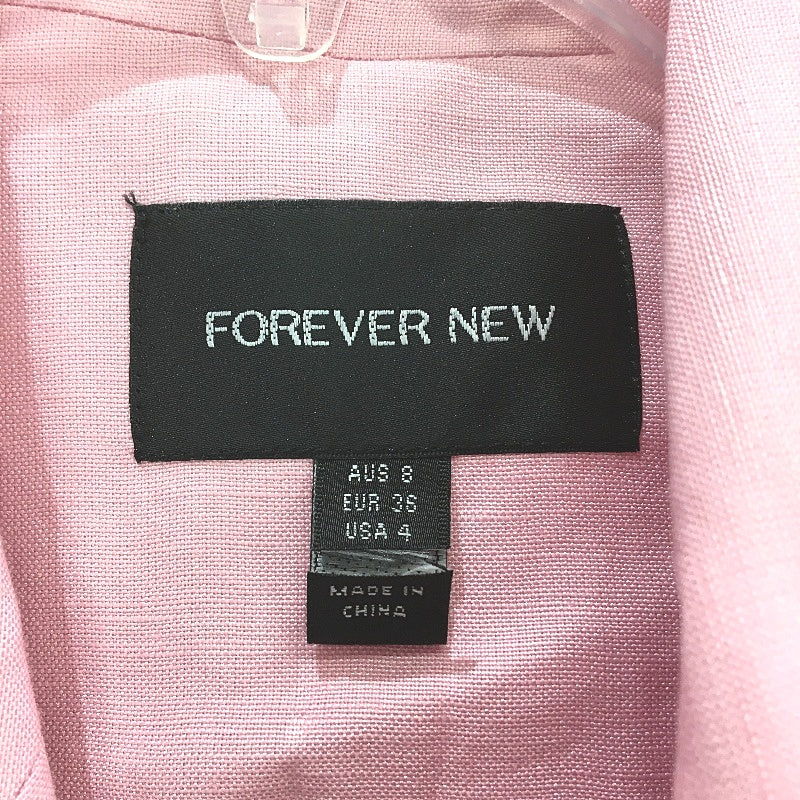 FOREVER NEW
AUS 8
EUR 36
USA 4
MADE IN
CHINA